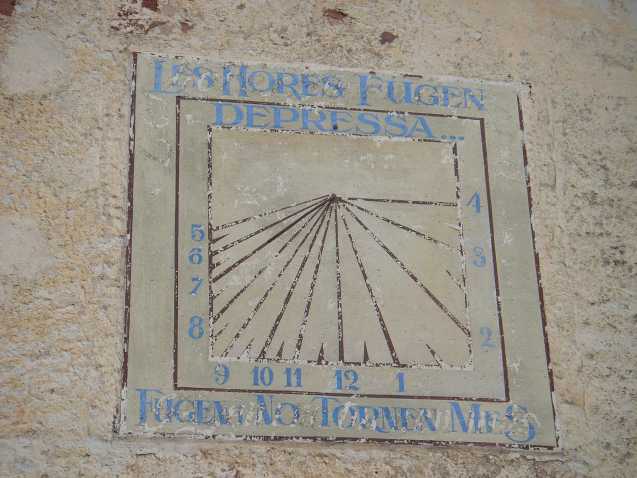 LES HORES FUGEN
DEPRESSA...
4
5
6
3
7
8
2
9 10 11 12 1
FUGEN I NO TORNEN MES